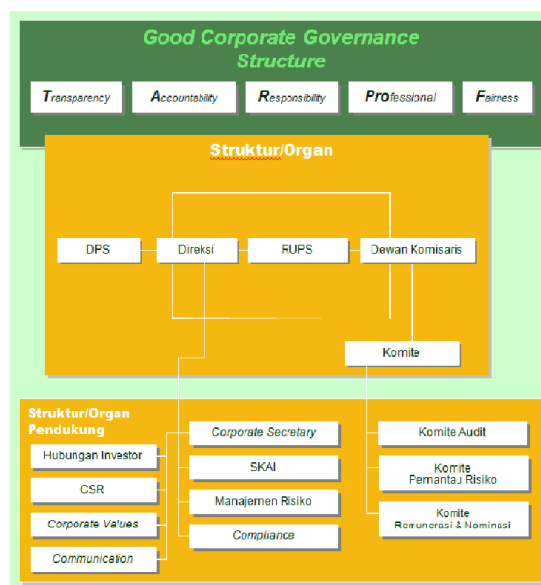 Good Corporate Governance
Structure
Transparency
Accountability
Responsibility
PROfessional
Fairness
Struktur/Organ
DPS
Direksi
RUPS
Dewan Komisaris
Komite
Struktur/Organ
Pendukung
Hubungan Investor
CSR
Corporate Values
Communication
Corporate Secretary
SKAI
Manajemen Risiko
Compliance
Komite Audit
Komite
Pemantau Risiko
Komite
Remunerasi & Nominasi